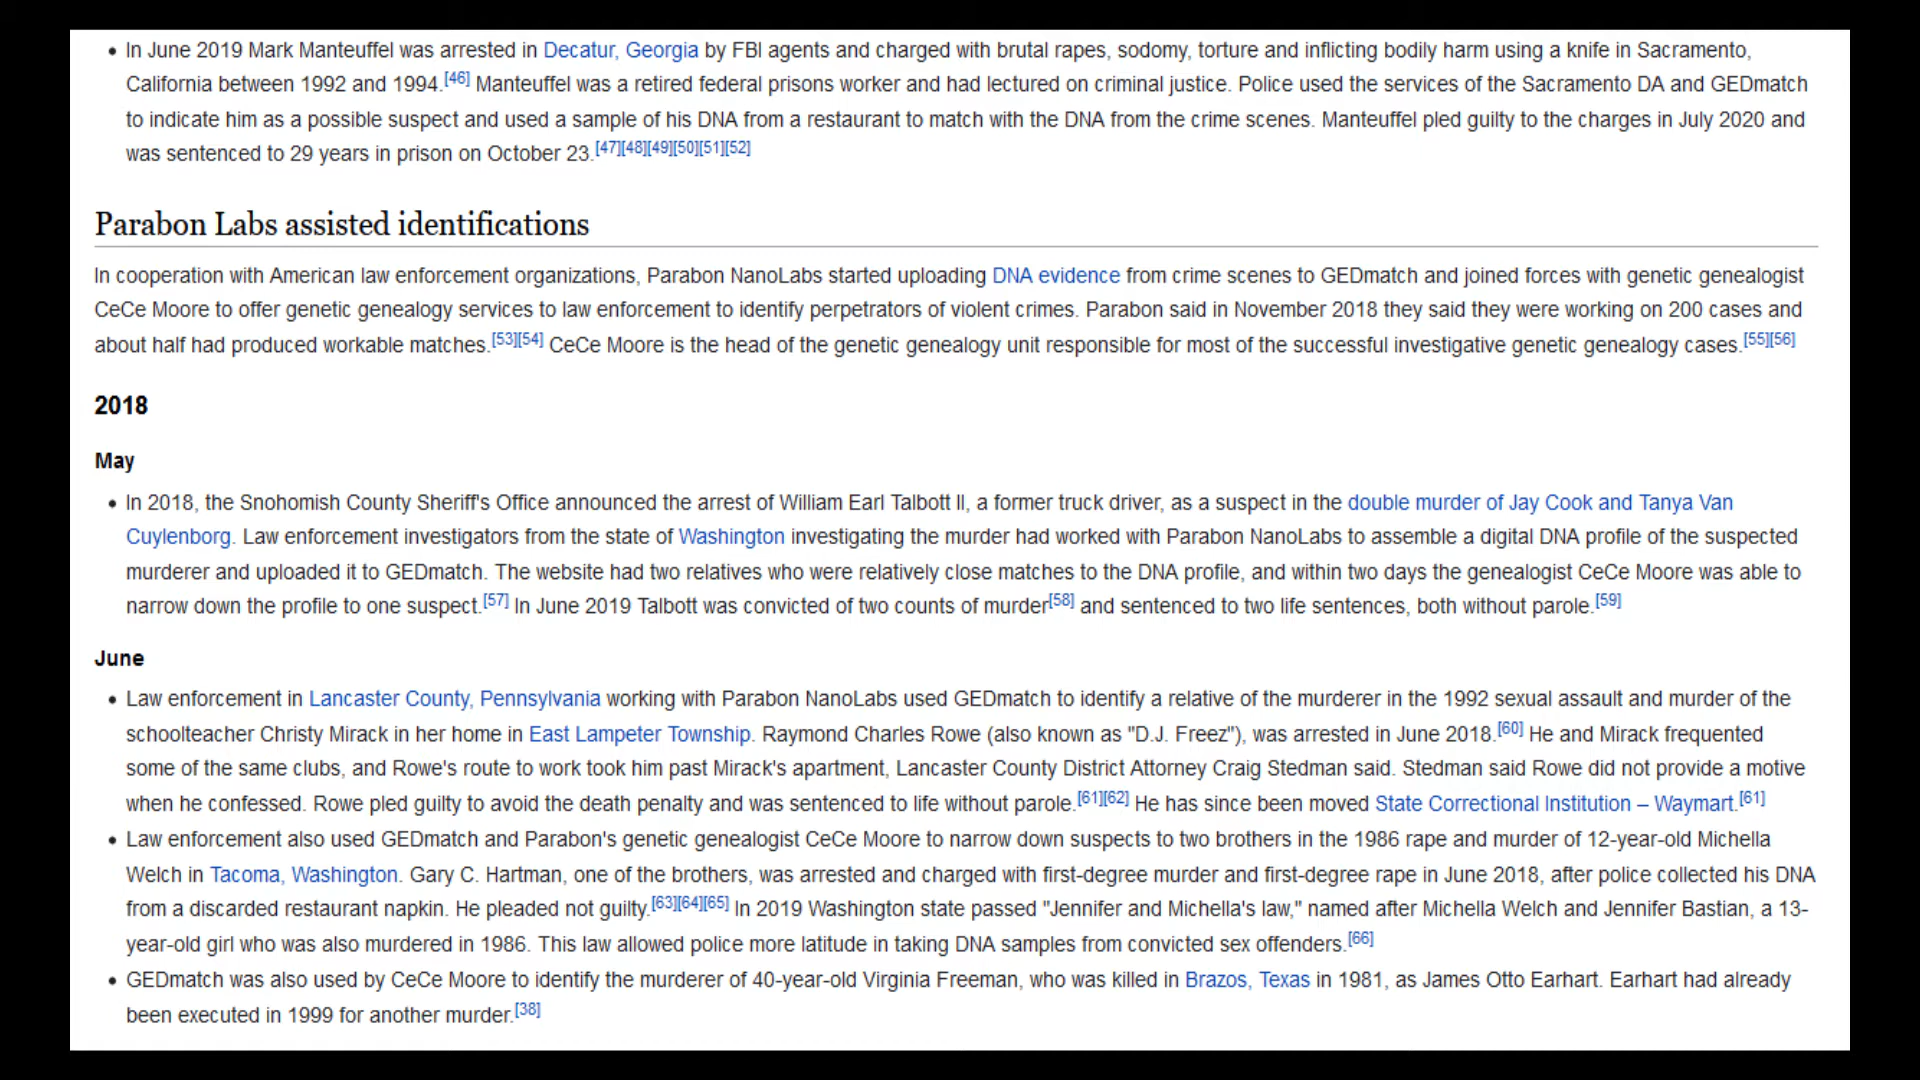 • In June 2019 Mark Manteuffel was arrested in Decatur, Georgia by FBI agents and charged with brutal rapes, sodomy, torture and inflicting bodily harm using a knife in Sacramento,
California between 1992 and 1994.[46] Manteuffel was a retired federal prisons worker and had lectured on criminal justice. Police used the services of the Sacramento DA and GEDmatch
to indicate him as a possible suspect and used a sample of his DNA from a restaurant to match with the DNA from the crime scenes. Manteuffel pled guilty to the charges in July 2020 and
was sentenced to 29 years in prison on October 23.[47][48][49][50][51][52]
Parabon Labs assisted identifications
In cooperation with American law enforcement organizations, Parabon NanoLabs started uploading DNA evidence from crime scenes to GEDmatch and joined forces with genetic genealogist
CeCe Moore to offer genetic genealogy services to law enforcement to identify perpetrators of violent crimes. Parabon said in November 2018 they said they were working on 200 cases and
about half had produced workable matches.[53][54] CeCe Moore is the head of the genetic genealogy unit responsible for most of the successful investigative genetic genealogy cases.[55][56]
2018
May
• In 2018, the Snohomish County Sheriff's Office announced the arrest of William Earl Talbott II, a former truck driver, as a suspect in the double murder of Jay Cook and Tanya Van
Cuylenborg. Law enforcement investigators from the state of Washington investigating the murder had worked with Parabon NanoLabs to assemble a digital DNA profile of the suspected
murderer and uploaded it to GEDmatch. The website had two relatives who were relatively close matches to the DNA profile, and within two days the genealogist CeCe Moore was able to
narrow down the profile to one suspect.[57] In June 2019 Talbott was convicted of two counts of murder[58] and sentenced to two life sentences, both without parole.[59]
June
• Law enforcement in Lancaster County, Pennsylvania working with Parabon NanoLabs used GEDmatch to identify a relative of the murderer in the 1992 sexual assault and murder of the
schoolteacher Christy Mirack in her home in East Lampeter Township. Raymond Charles Rowe (also known as "D.J. Freez"), was arrested in June 2018.[60] He and Mirack frequented
some of the same clubs, and Rowe's route to work took him past Mirack's apartment, Lancaster County District Attorney Craig Stedman said. Stedman said Rowe did not provide a motive
when he confessed. Rowe pled guilty to avoid the death penalty and was sentenced to life without parole.[61][62] He has since been moved State Correctional Institution – Waymart.[61]
• Law enforcement also used GEDmatch and Parabon's genetic genealogist CeCe Moore to narrow down suspects to two brothers in the 1986 rape and murder of 12-year-old Michella
Welch in Tacoma, Washington. Gary C. Hartman, one of the brothers, was arrested and charged with first-degree murder and first-degree rape in June 2018, after police collected his DNA
from a discarded restaurant napkin. He pleaded not guilty.[63][64][65] In 2019 Washington state passed "Jennifer and Michella's law," named after Michella Welch and Jennifer Bastian, a 13-
year-old girl who was also murdered in 1986. This law allowed police more latitude in taking DNA samples from convicted sex offenders.[66]
• GEDmatch was also used by CeCe Moore to identify the murderer of 40-year-old Virginia Freeman, who was killed in Brazos, Texas in 1981, as James Otto Earhart. Earhart had already
been executed in 1999 for another murder.[38]